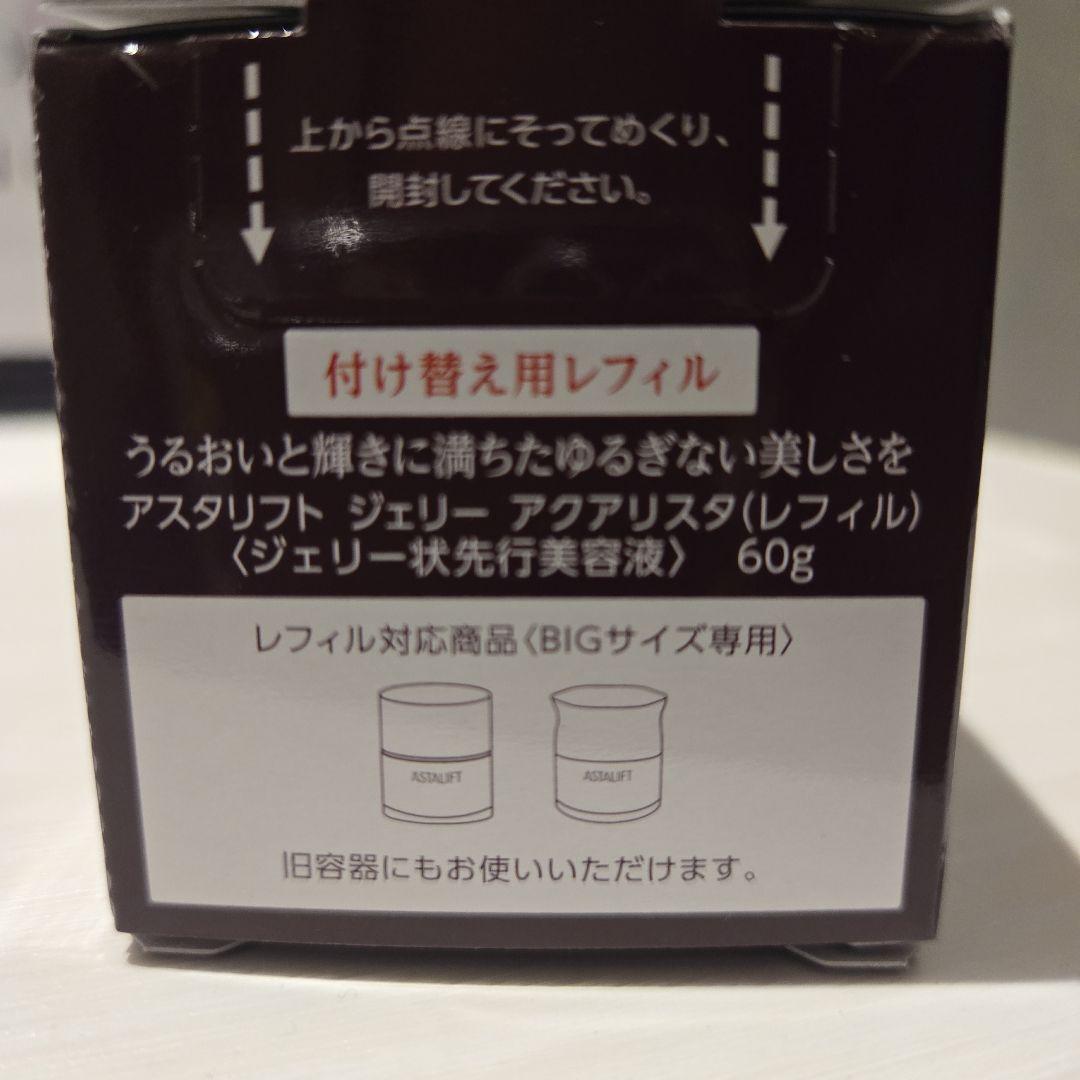 上から点線にそってめくり、
開封してください。
付け替え用レフィル
うるおいと輝きに満ちたゆるぎない美しさを
アスタリフト ジェリー アクアリスタ(レフィル)
〈ジェリー状先行美容液〉 60g
レフィル対応商品〈BIGサイズ専用〉
ASTALIFT ASTALIFT
旧容器にもお使いいただけます。